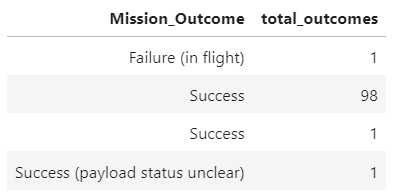 Mission_Outcome total_outcomes
Failure (in flight) 1
Success 98
Success 1
Success (payload status unclear) 1